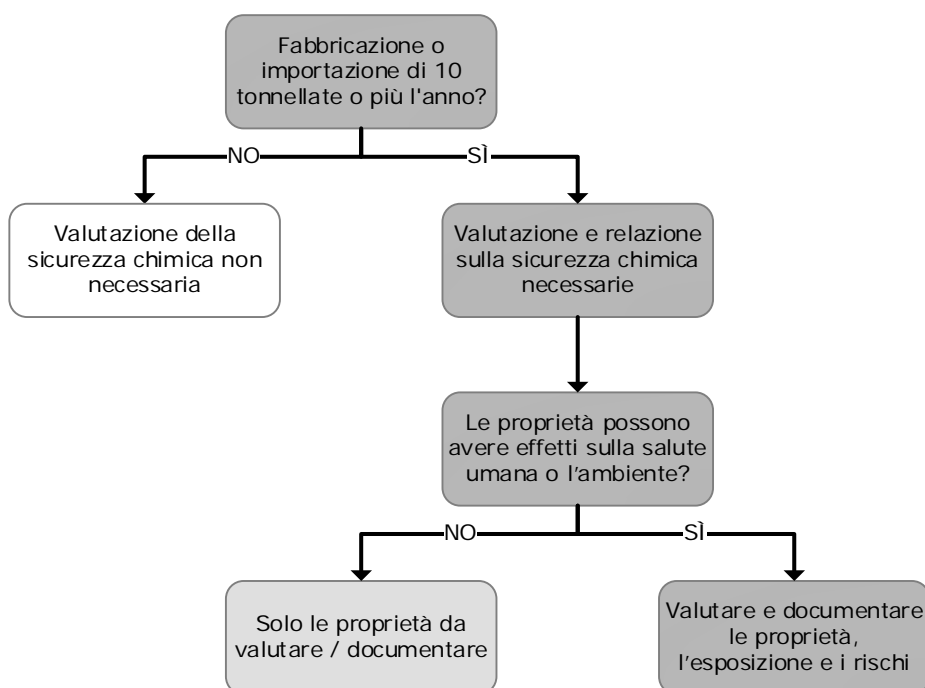 Fabbricazione o
importazione di 10
tonnellate o più l'anno?
NO
SÌ
Valutazione della
sicurezza chimica non
necessaria
Valutazione e relazione
sulla sicurezza chimica
necessarie
Le proprietà possono
avere effetti sulla salute
umana o l’ambiente?
NO
SÌ
Solo le proprietà da
valutare / documentare
Valutare e documentare
le proprietà,
l’esposizione e i rischi